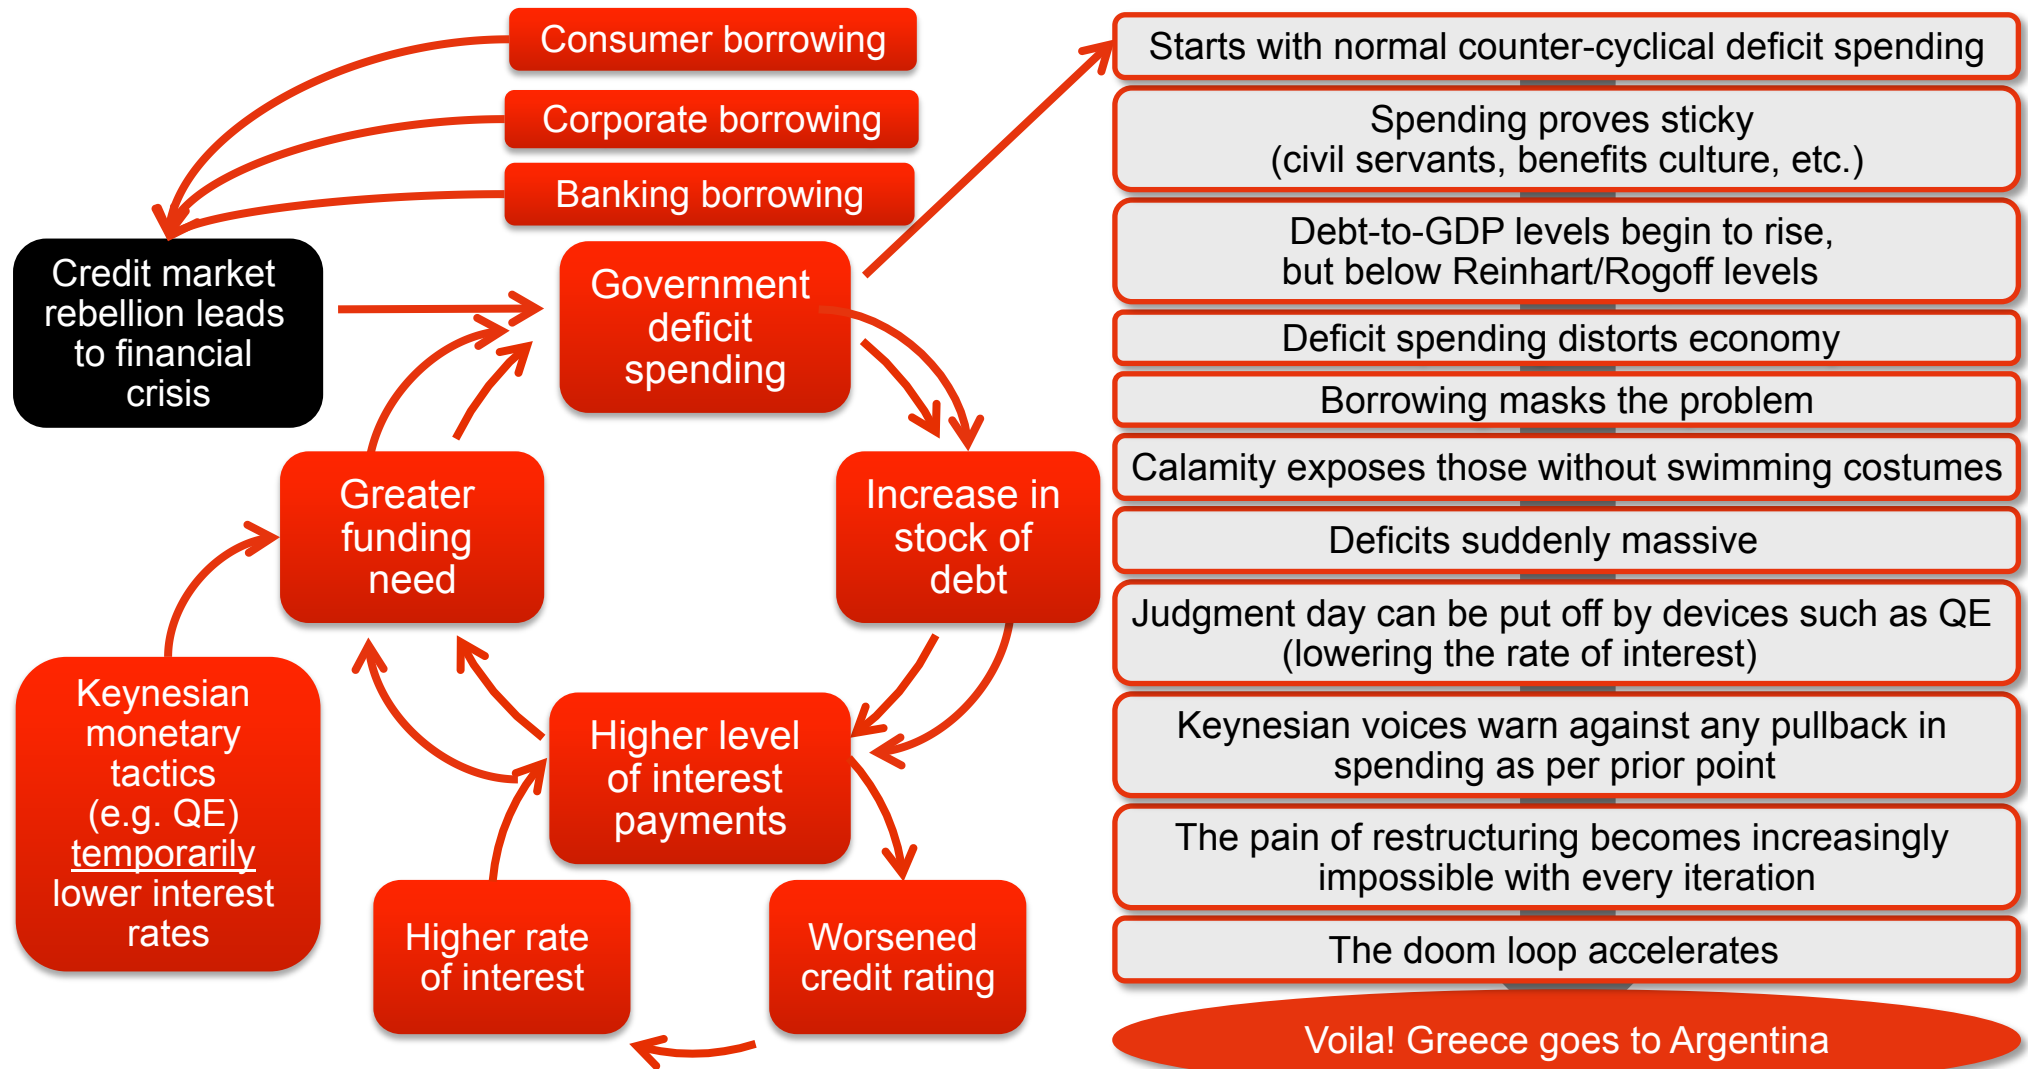 Consumer borrowing
Corporate borrowing
Banking borrowing
Credit market
rebellion leads
to financial
crisis
Government
deficit
spending
Greater
funding
need
Increase in
stock of
debt
Keynesian
monetary
tactics
(e.g. QE)
temporarily
lower interest
rates
Higher level
of interest
payments
Higher rate
of interest
Worsened
credit rating
Starts with normal counter-cyclical deficit spending
Spending proves sticky
(civil servants, benefits culture, etc.)
Debt-to-GDP levels begin to rise,
but below Reinhart/Rogoff levels
Deficit spending distorts economy
Borrowing masks the problem
Calamity exposes those without swimming costumes
Deficits suddenly massive
Judgment day can be put off by devices such as QE
(lowering the rate of interest)
Keynesian voices warn against any pullback in
spending as per prior point
The pain of restructuring becomes increasingly
impossible with every iteration
The doom loop accelerates
Voila! Greece goes to Argentina